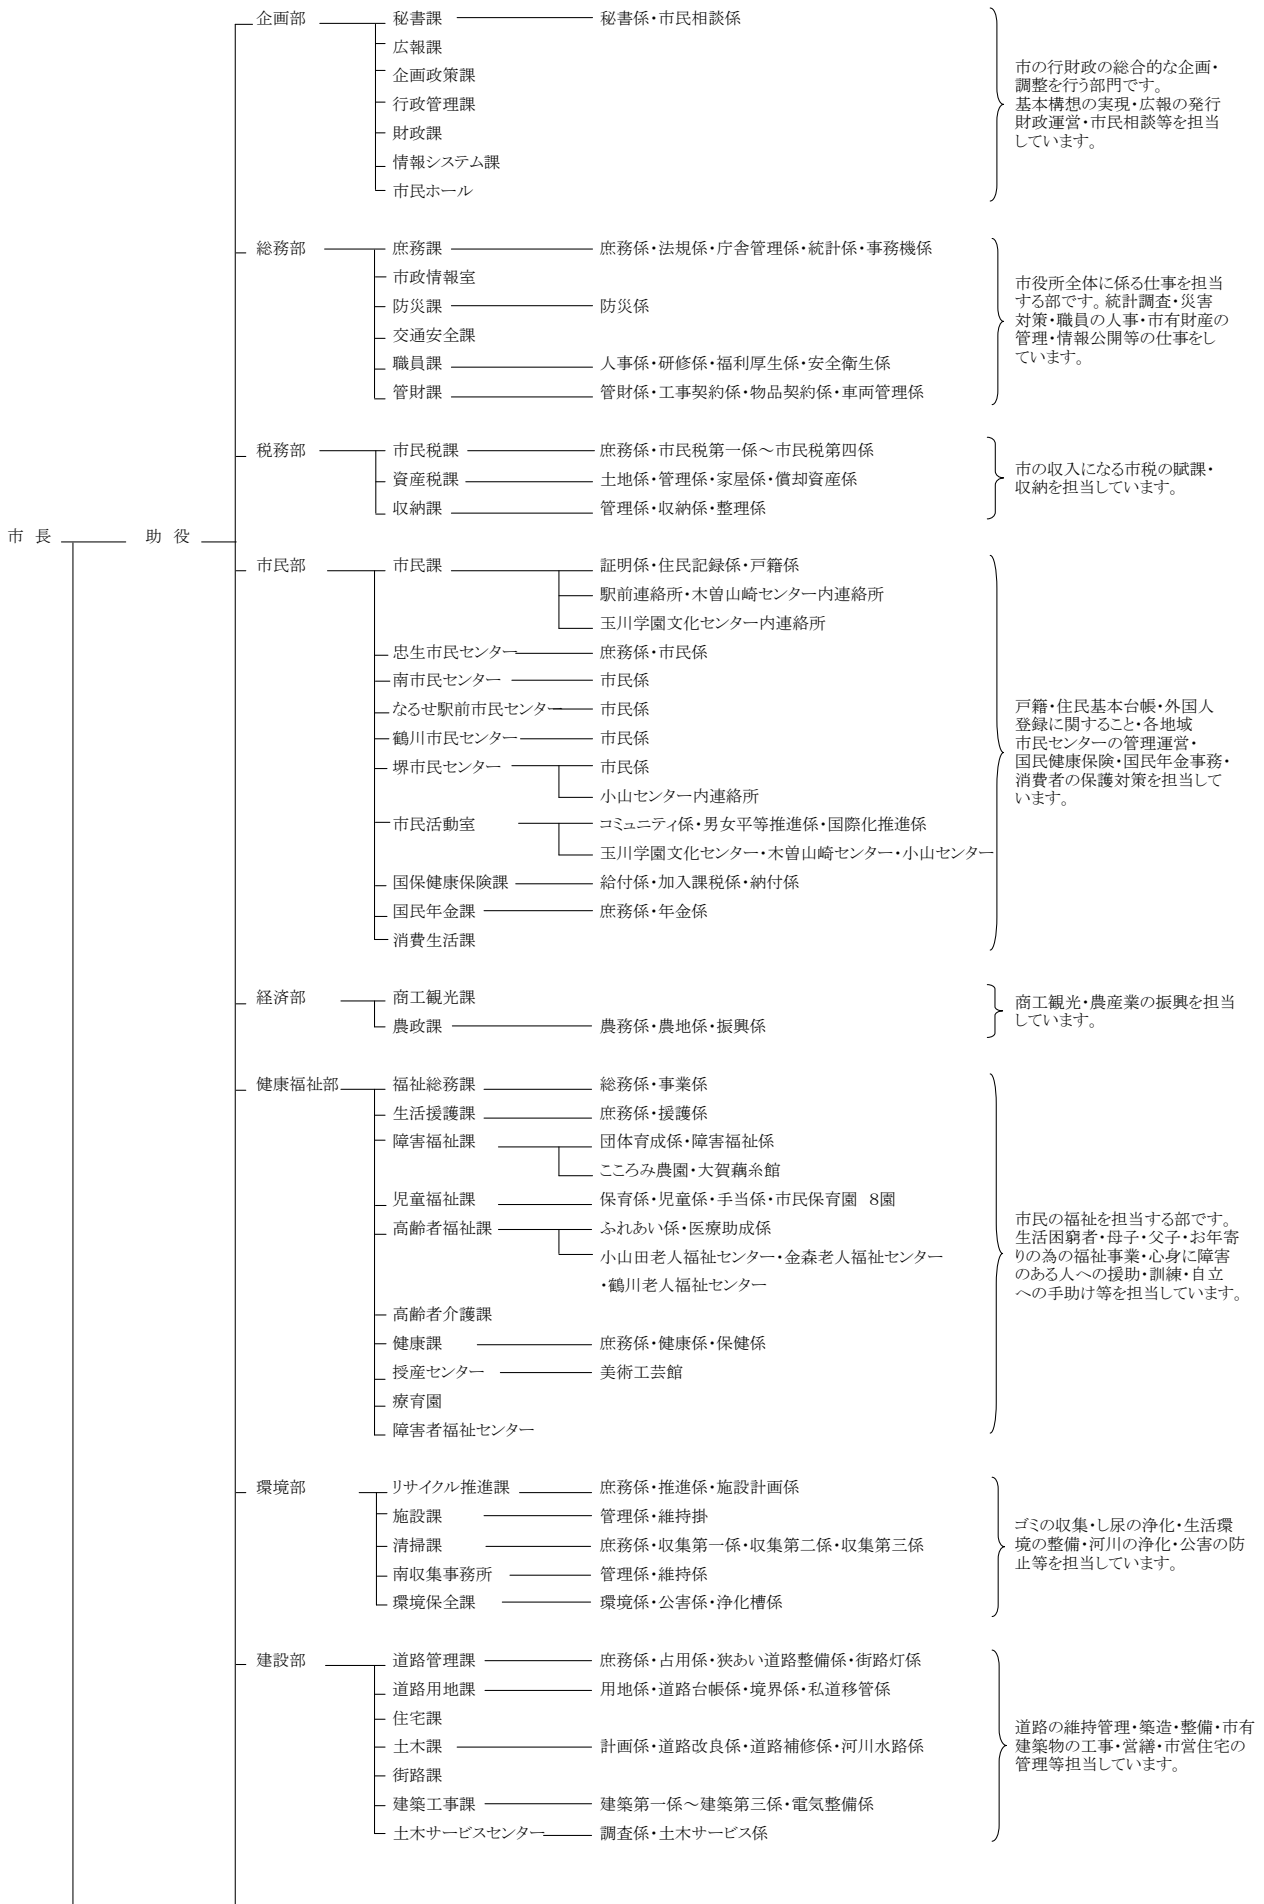 企画部 秘書課 秘書係・市民相談係
広報課
企画政策課
行政管理課
財政課
情報システム課
市民ホール
市の行財政の総合的な企画・
調整を行う部門です。
基本構想の実現・広報の発行
財政運営・市民相談等を担当
しています。
総務部 庶務課 庶務係・法規係・庁舎管理係・統計係・事務機係
市政情報室
防災課 防災係
交通安全課
職員課 人事係・研修係・福利厚生係・安全衛生係
管財課 管財係・工事契約係・物品契約係・車両管理係
市役所全体に係る仕事を担当
する部です。統計調査・災害
対策・職員の人事・市有財産の
管理・情報公開等の仕事をし
ています。
税務部 市民税課 庶務係・市民税第一係～市民税第四係
資産税課 土地係・管理係・家屋係・償却資産係
収納課 管理係・収納係・整理係
市の収入になる市税の賦課・
収納を担当しています。
市 長 助 役
市民部 市民課 証明係・住民記録係・戸籍係
駅前連絡所・木曽山崎センター内連絡所
玉川学園文化センター内連絡所
忠生市民センター 庶務係・市民係
南市民センター 市民係
なるせ駅前市民センター 市民係
鶴川市民センター 市民係
堺市民センター 市民係
小山センター内連絡所
市民活動室 コミュニティ係・男女平等推進係・国際化推進係
玉川学園文化センター・木曽山崎センター・小山センター
国保健康保険課 給付係・加入課税係・納付係
国民年金課 庶務係・年金係
消費生活課
戸籍・住民基本台帳・外国人
登録に関すること・各地域
市民センターの管理運営・
国民健康保険・国民年金事務・
消費者の保護対策を担当して
います。
経済部 商工観光課
農政課 農務係・農地係・振興係
商工観光・農産業の振興を担当
しています。
健康福祉部 福祉総務課 総務係・事業係
生活援護課 庶務係・援護係
障害福祉課 団体育成係・障害福祉係
こころみ農園・大賀藕糸館
児童福祉課 保育係・児童係・手当係・市民保育園 8園
高齢者福祉課 ふれあい係・医療助成係
小山田老人福祉センター・金森老人福祉センター
・鶴川老人福祉センター
高齢者介護課
健康課 庶務係・健康係・保健係
授産センター 美術工芸館
療育園
障害者福祉センター
市民の福祉を担当する部です。
生活困窮者・母子・父子・お年寄
りの為の福祉事業・心身に障害
のある人への援助・訓練・自立
への手助け等を担当しています。
環境部 リサイクル推進課 庶務係・推進係・施設計画係
施設課 管理係・維持掛
清掃課 庶務係・収集第一係・収集第二係・収集第三係
南収集事務所 管理係・維持係
環境保全課 環境係・公害係・浄化槽係
ゴミの収集・し尿の浄化・生活環
境の整備・河川の浄化・公害の防
止等を担当しています。
建設部 道路管理課 庶務係・占用係・狭あい道路整備係・街路灯係
道路用地課 用地係・道路台帳係・境界係・私道移管係
住宅課
土木課 計画係・道路改良係・道路補修係・河川水路係
街路課
建築工事課 建築第一係～建築第三係・電気整備係
土木サービスセンター 調査係・土木サービス係
道路の維持管理・築造・整備・市有
建築物の工事・営繕・市営住宅の
管理等担当しています。